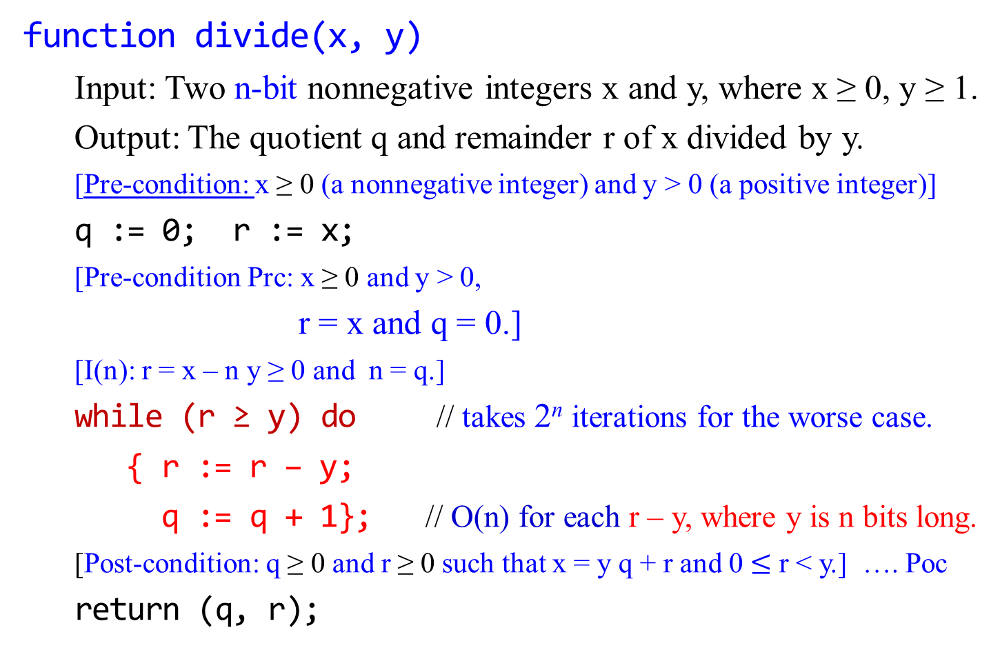 function divide(x, y)
Input: Two n-bit nonnegative integers x and y, where x ≥ 0, y ≥ 1.
Output: The quotient q and remainder r of x divided by y.
[Pre-condition: x ≥ 0 (a nonnegative integer) and y > 0 (a positive integer)]
q := 0; r := x;
[Pre-condition Prc: x ≥ 0 and y > 0,
r = x and q = 0.]
[I(n): r = x – n y ≥ 0 and n = q.]
while (r ≥ y) do // takes 2ⁿ iterations for the worse case.
{ r := r – y;
q := q + 1}; // O(n) for each r – y, where y is n bits long.
[Post-condition: q ≥ 0 and r ≥ 0 such that x = y q + r and 0 ≤ r < y.] …. Poc
return (q, r);